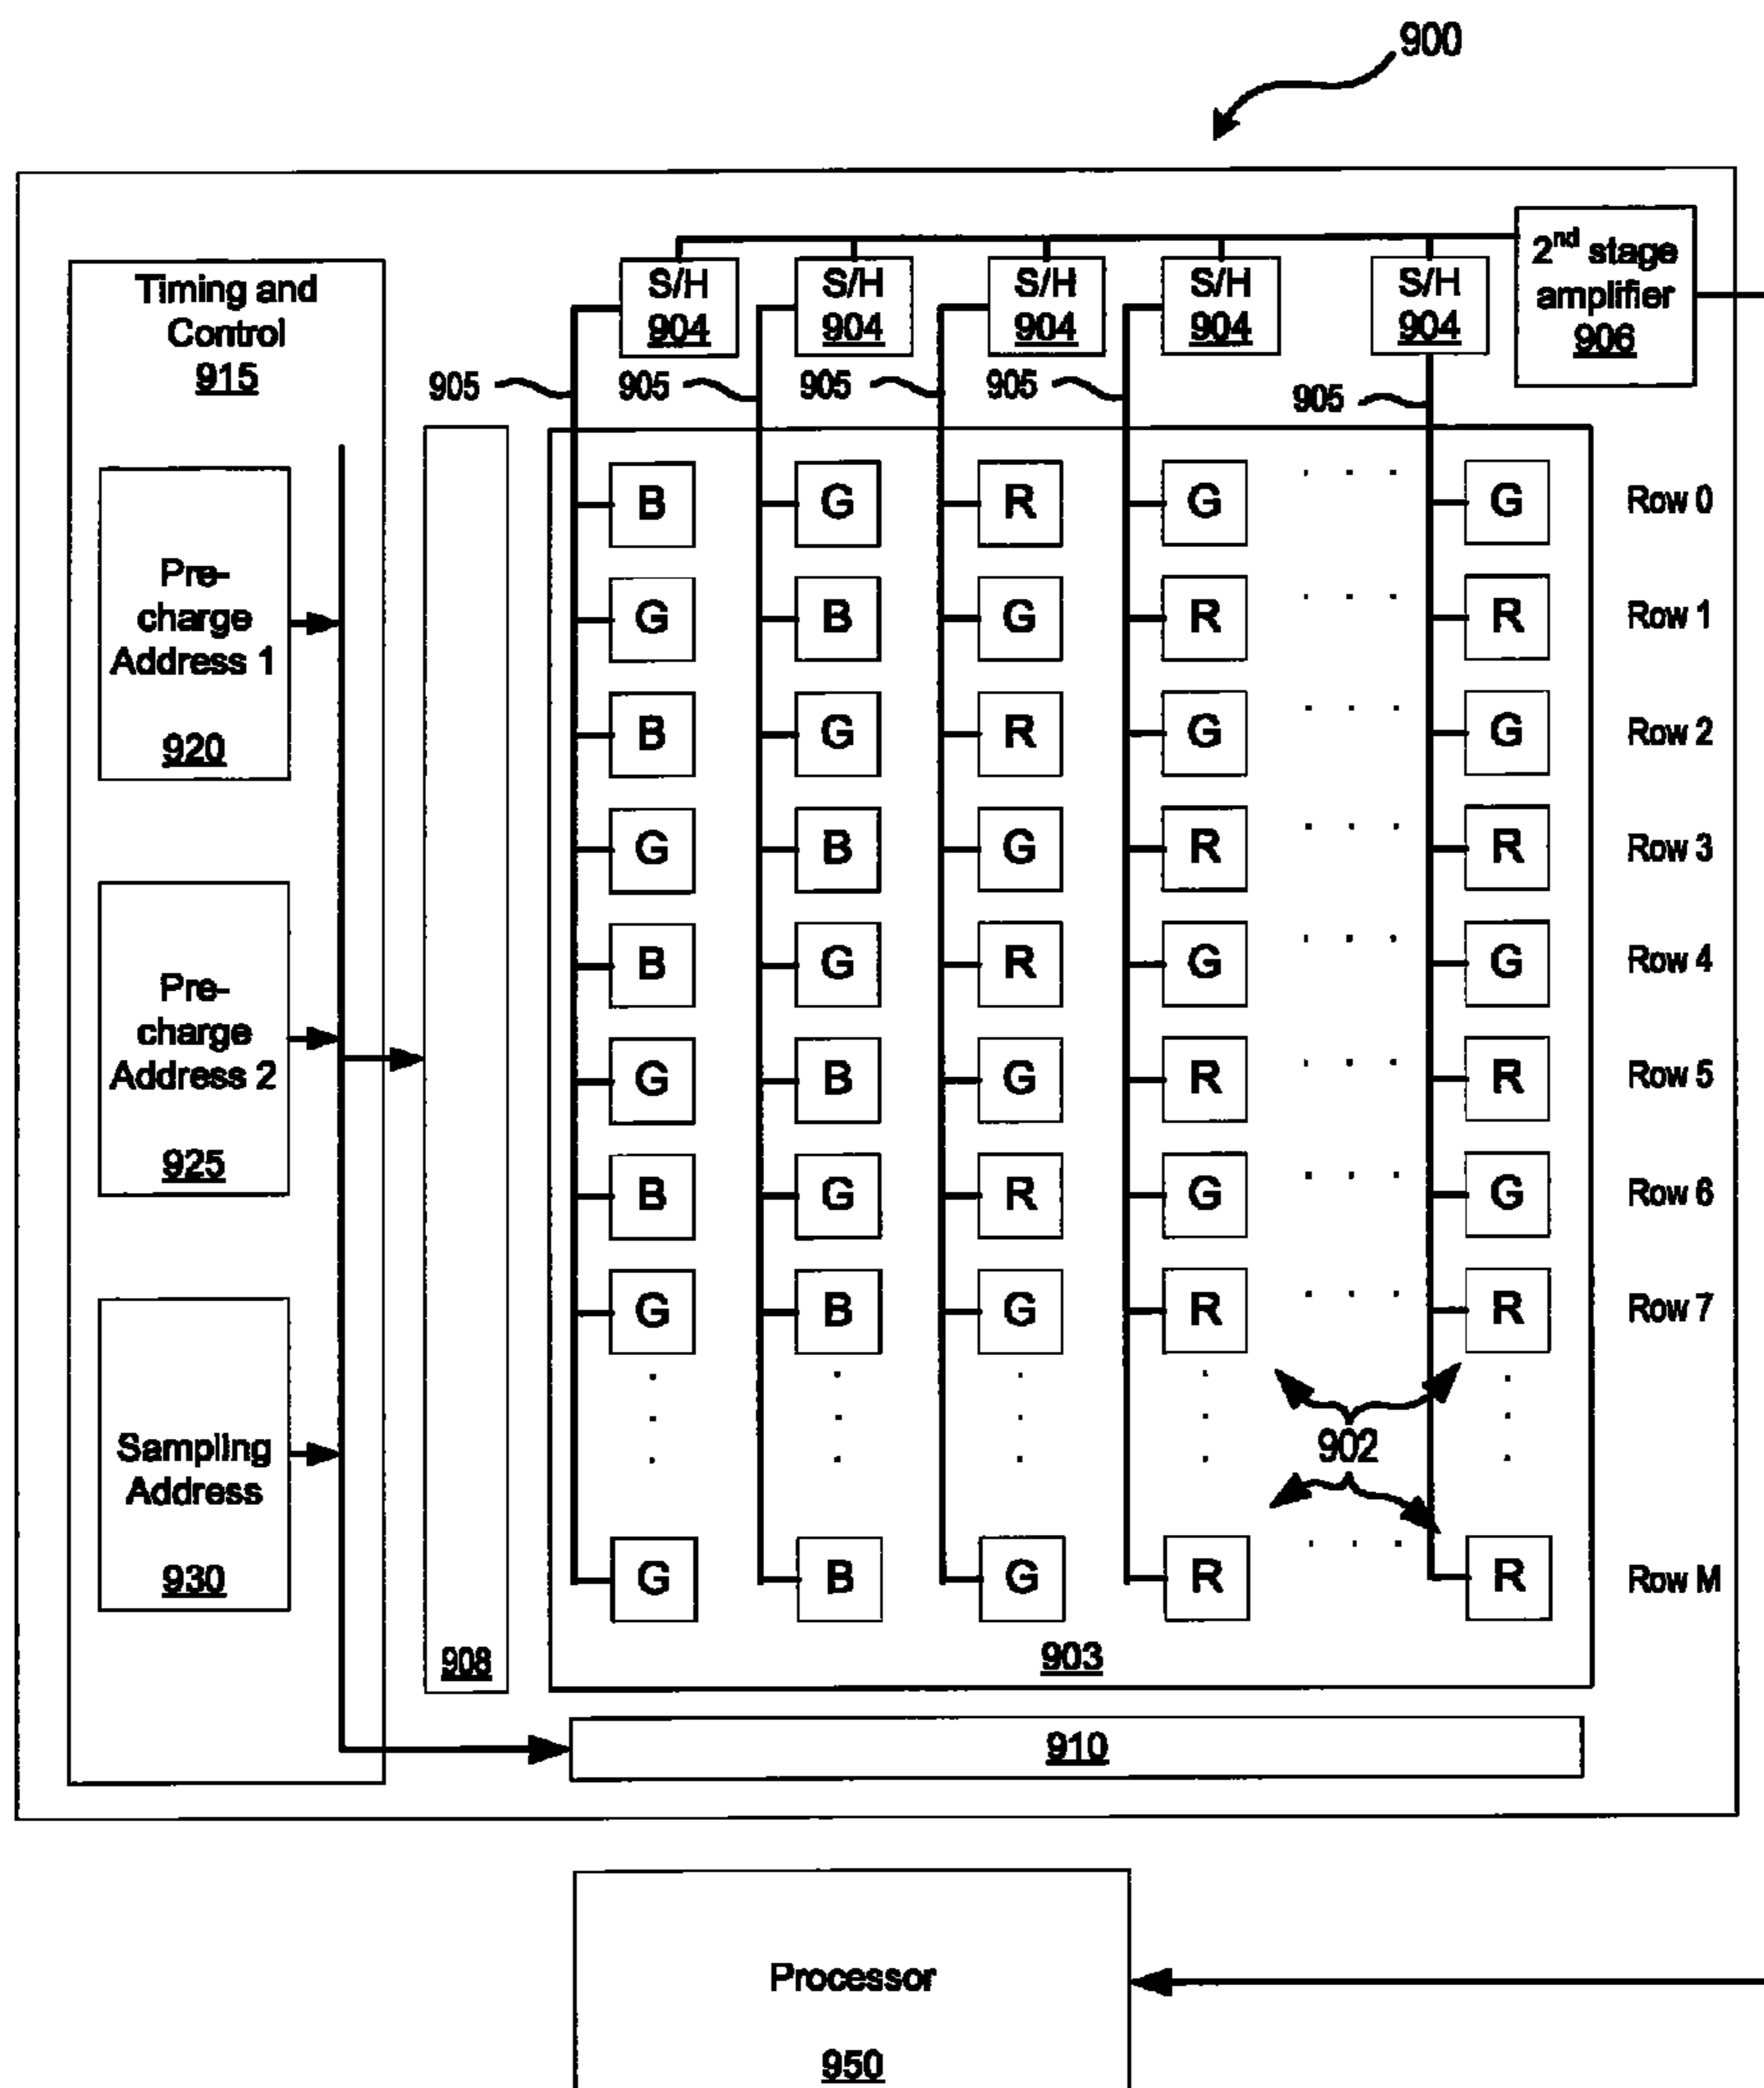 900
2nd stage
amplifier
906
S/H S/H S/H S/H S/H
904 904 904 904 904
Timing and
Control
915
905 905 905 905 905
B G R G . . . G Row 0
G B G R . . . R Row 1
B G R G . . . G Row 2
G B G R . . . R Row 3
B G R G . . . G Row 4
G B G R . . . R Row 5
B G R G . . . G Row 6
G B G R . . . R Row 7
902
G B G R . . . R Row M
Pre-
charge
Address 1
920
Pre-
charge
Address 2
925
Sampling
Address
930
908
903
910
Processor
950